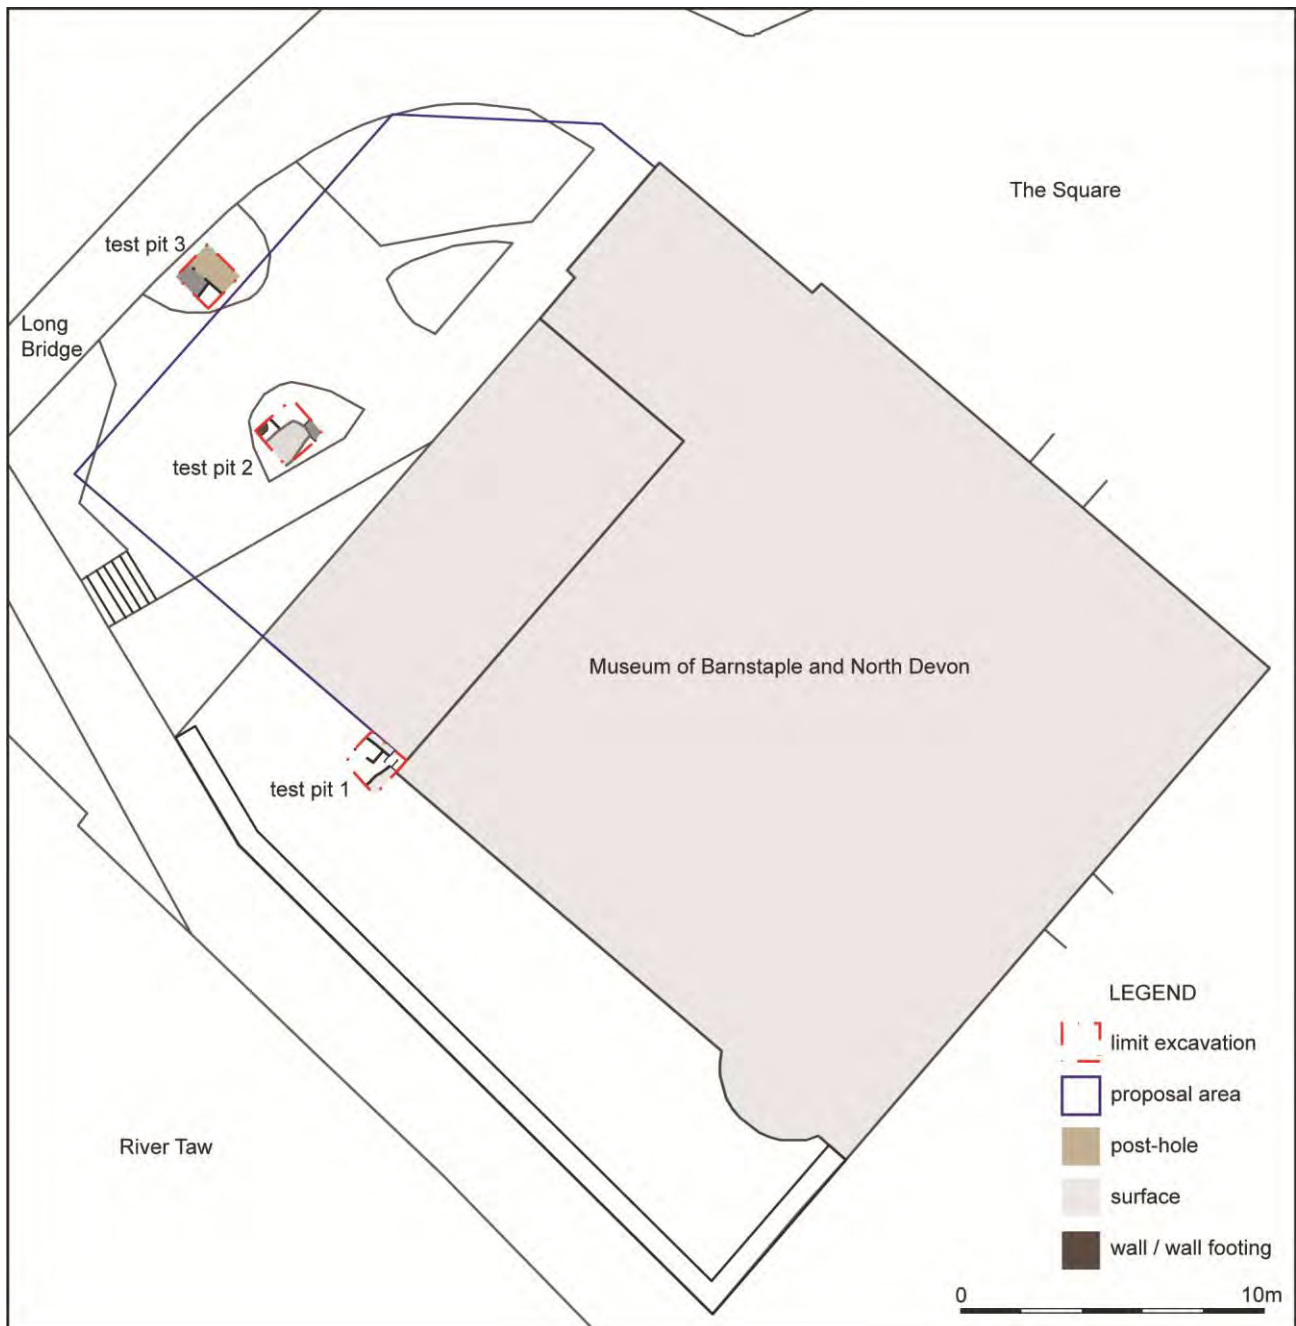 The Square
test pit 3
Long
Bridge
test pit 2
Museum of Barnstaple and North Devon
test pit 1
LEGEND
limit excavation
proposal area
post-hole
River Taw
surface
wall / wall footing
0 10m